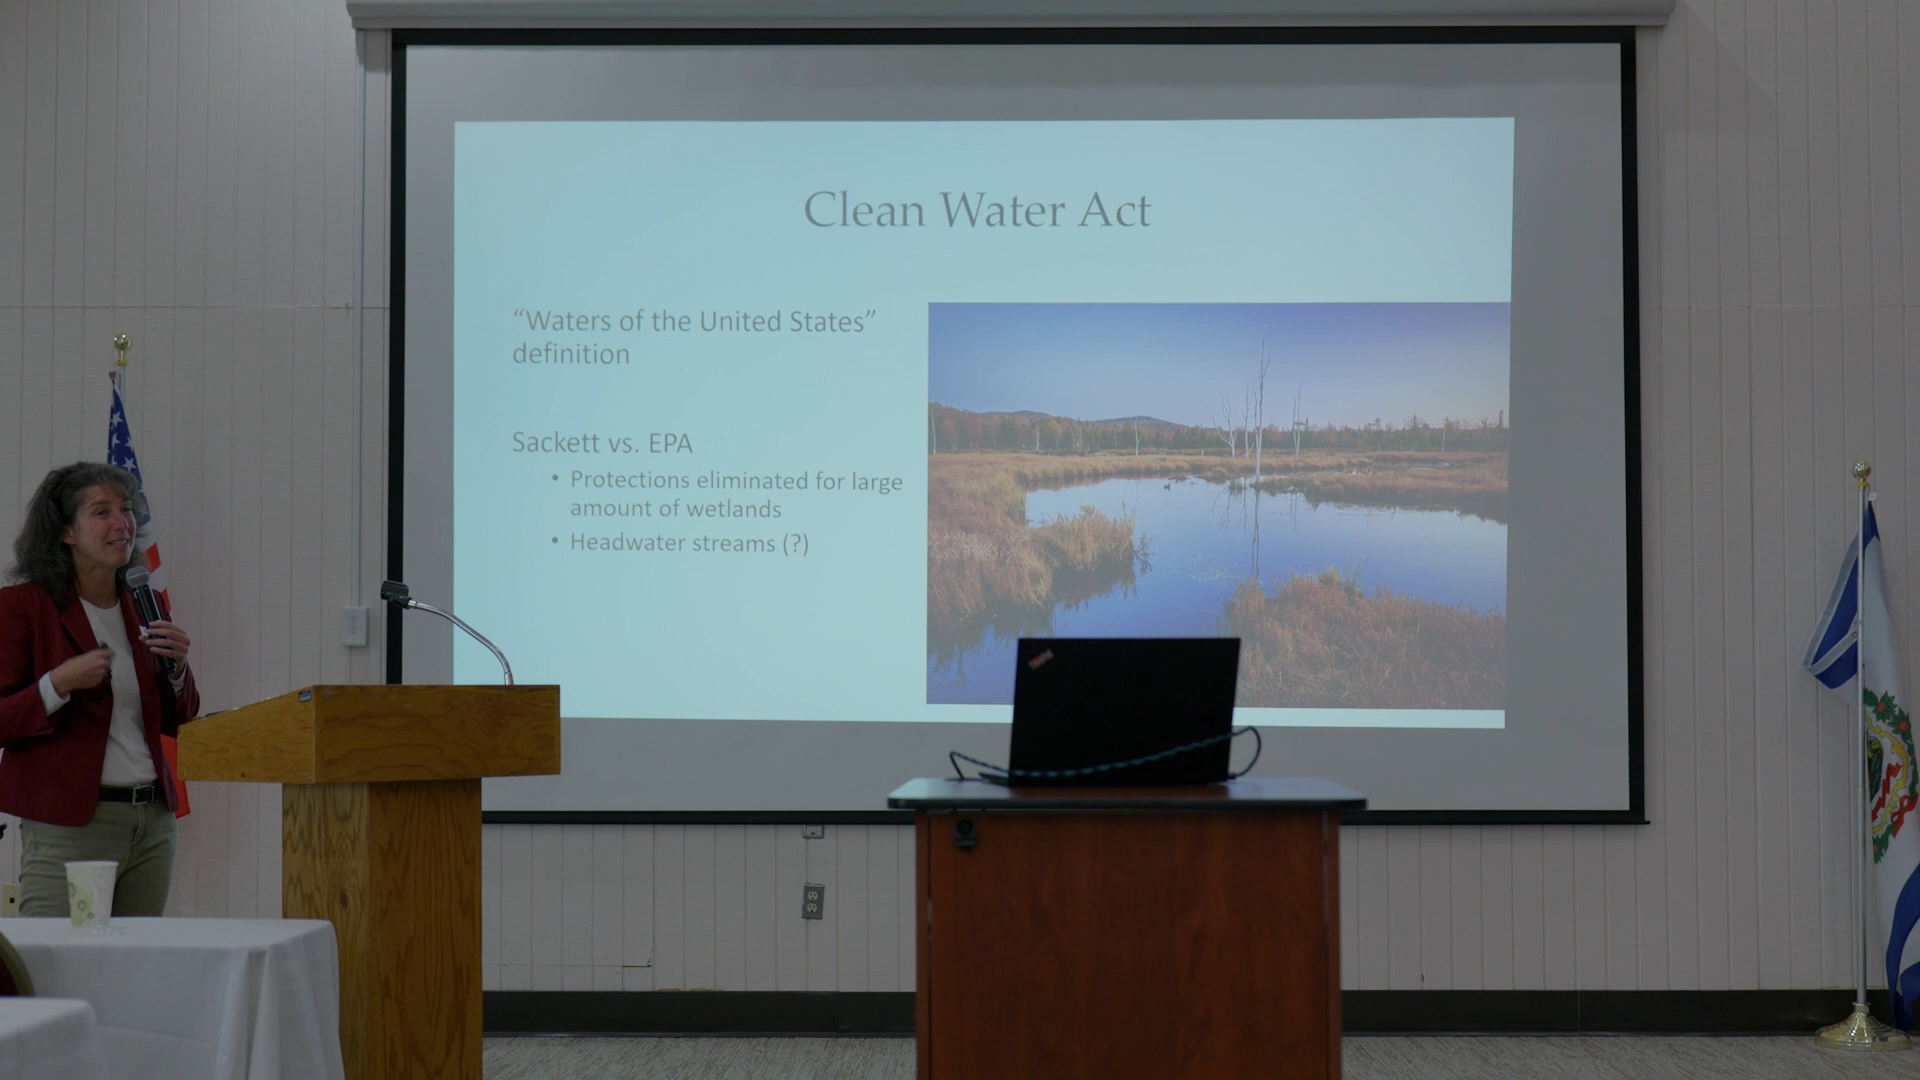 Clean Water Act
“Waters of the United States”
definition
Sackett vs. EPA
• Protections eliminated for large
amount of wetlands
• Headwater streams (?)
ThinkPad